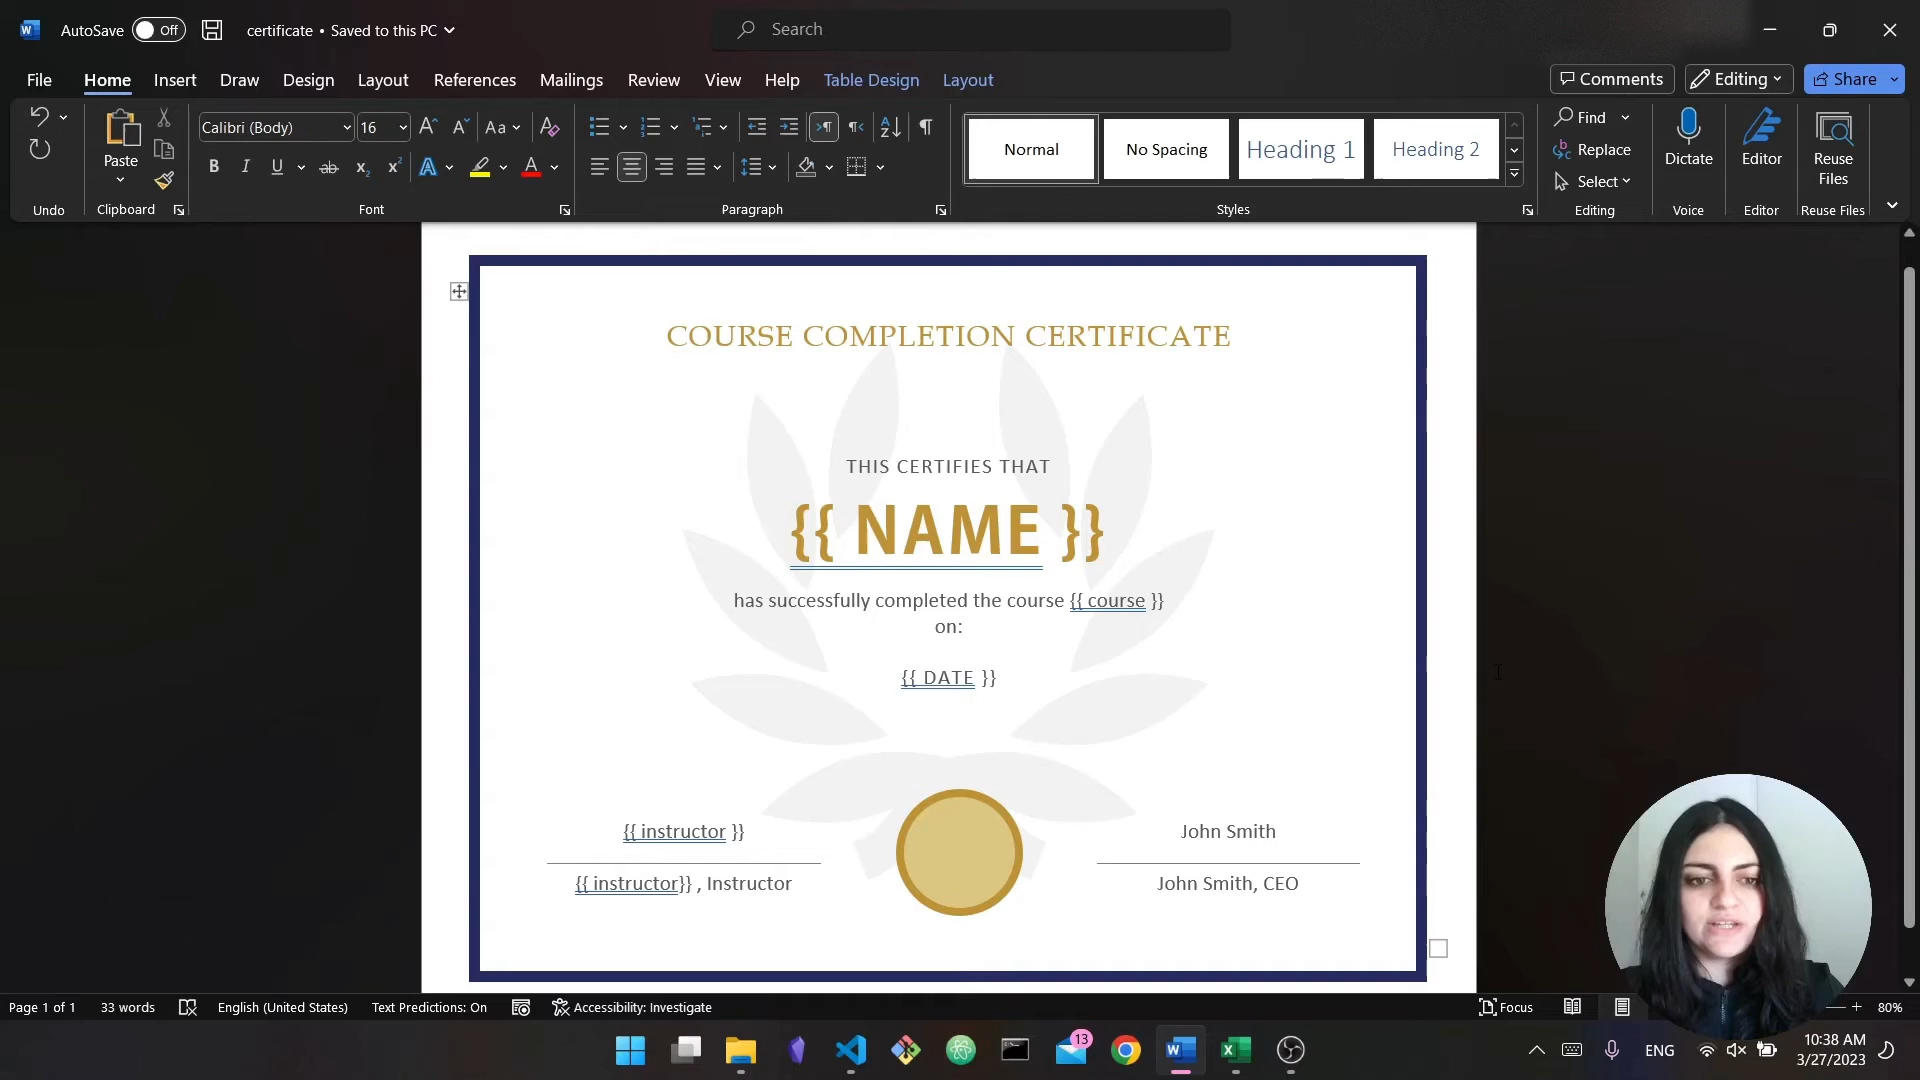 AutoSave Off certificate • Saved to this PC Search
File Home Insert Draw Design Layout References Mailings Review View Help Table Design Layout Comments Editing Share
Calibri (Body) 16 Aa Normal No Spacing Heading 1 Heading 2 Find
Paste Replace Dictate Editor Reuse Files
B I U ab x₂ x² A A Select
Undo Clipboard Font Paragraph Styles Editing Voice Editor Reuse Files
COURSE COMPLETION CERTIFICATE
THIS CERTIFIES THAT
{{ NAME }}
has successfully completed the course {{ course }}
on:
{{ DATE }}
{{ instructor }} John Smith
{{ instructor}} , Instructor John Smith, CEO
Page 1 of 1 33 words English (United States) Text Predictions: On Accessibility: Investigate Focus 80%
13
ENG 10:38 AM
3/27/2023